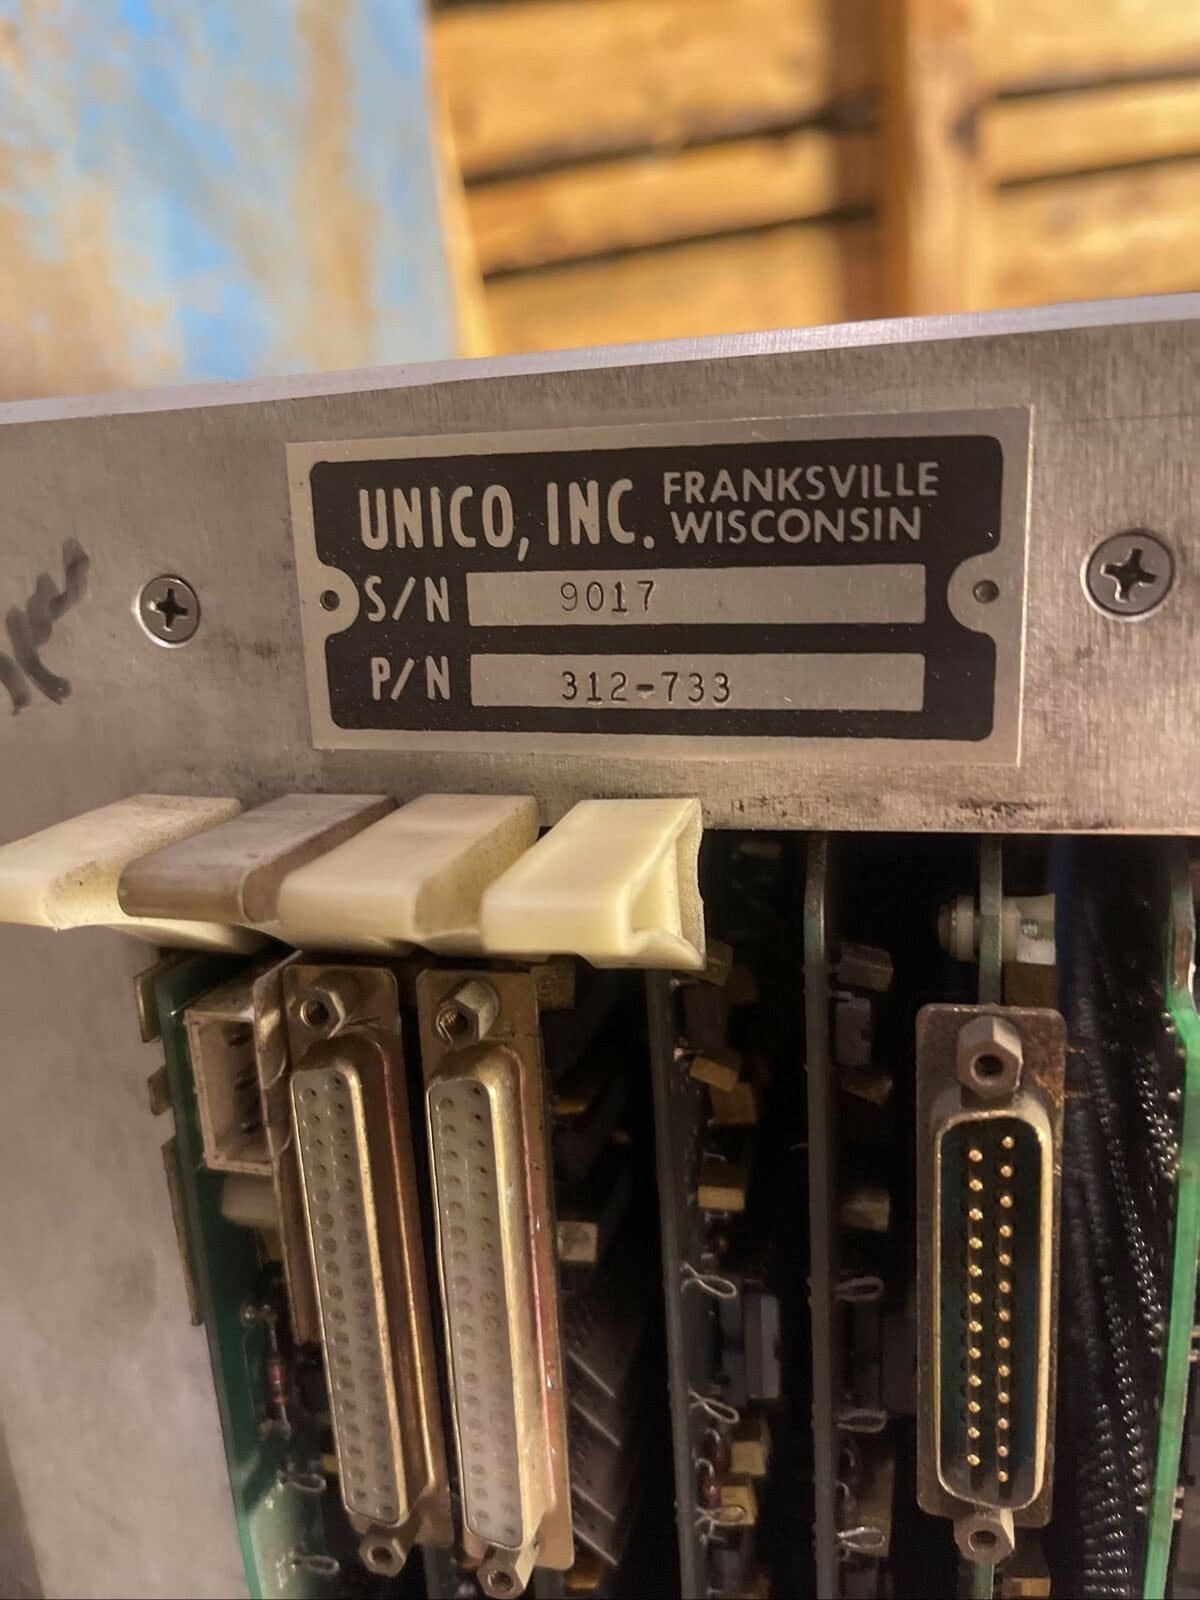 UNICO, INC. FRANKSVILLE
WISCONSIN
S/N 9017
P/N 312-733